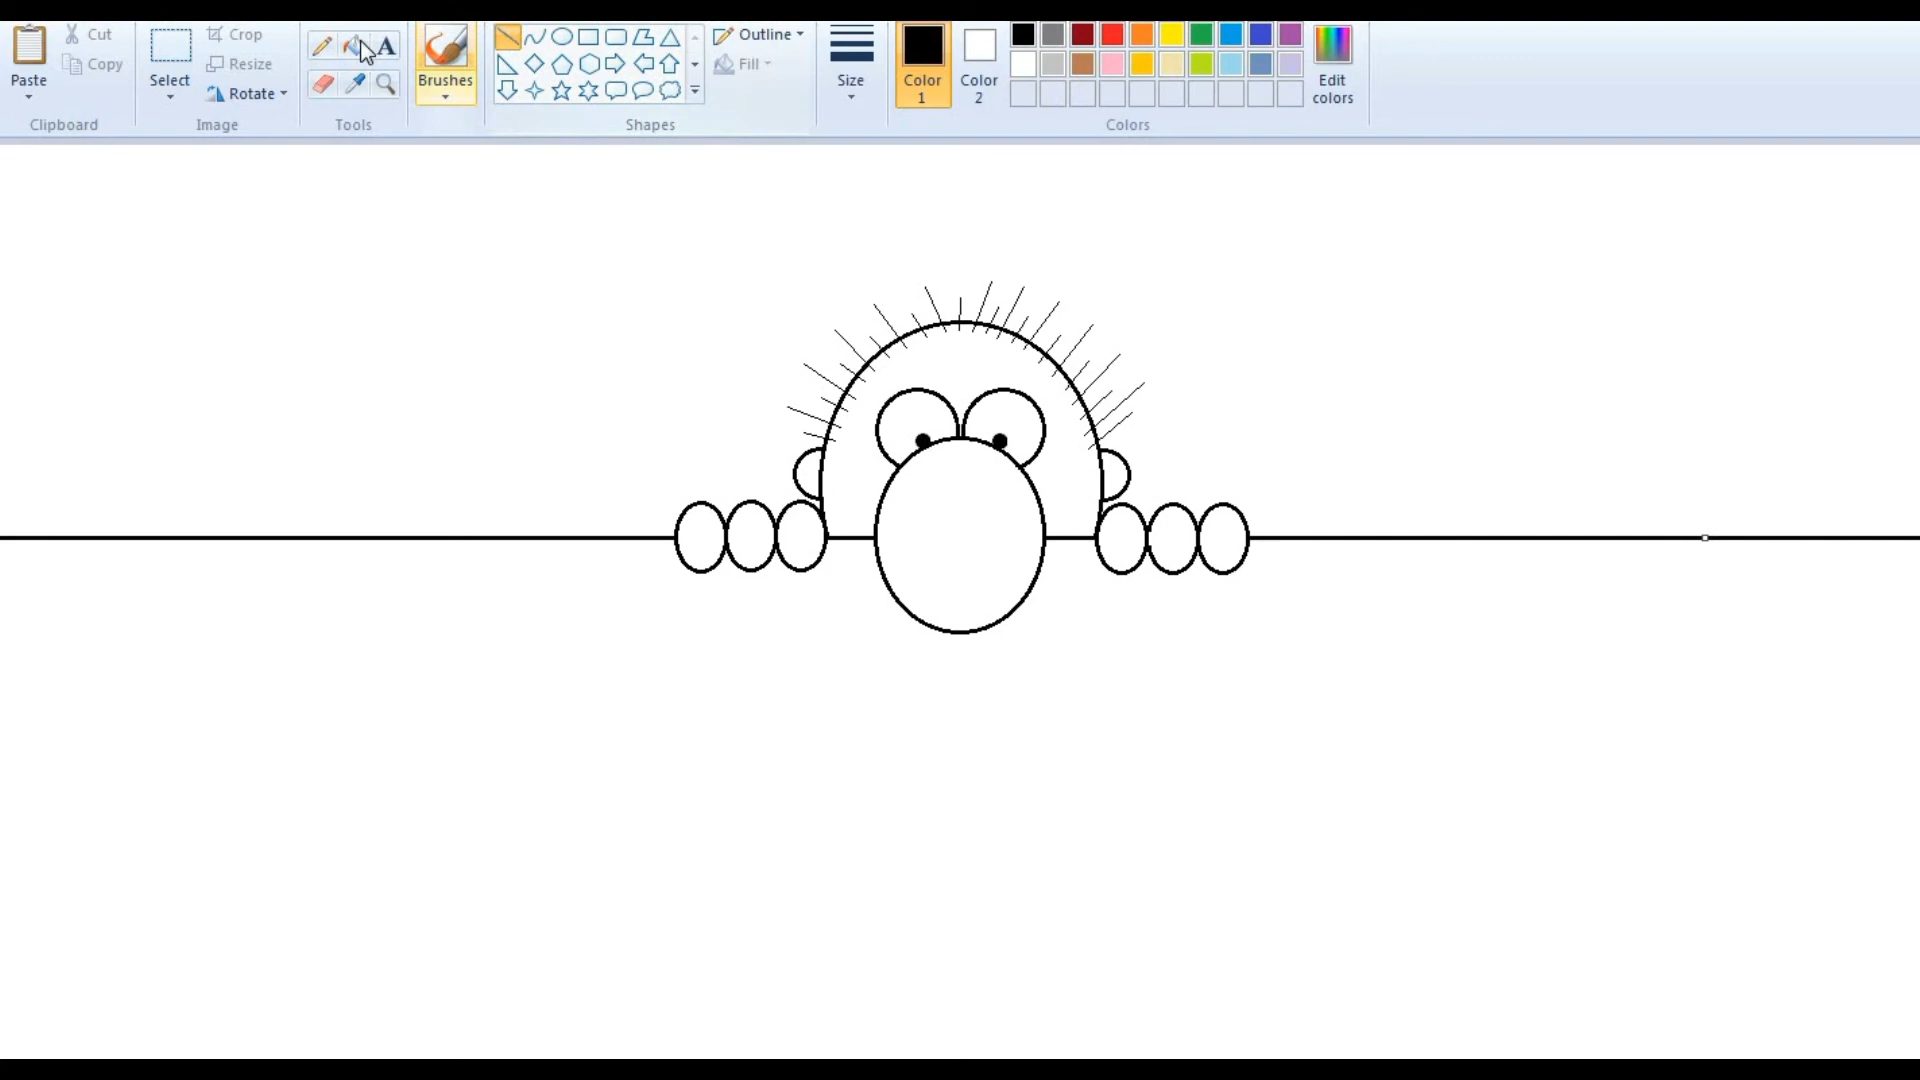 Paste
Cut
Copy
Clipboard
Select
Crop
Resize
Rotate
Image
A
Tools
Brushes
Outline
Fill
Shapes
Size
Color
1
Color
2
Edit
colors
Colors